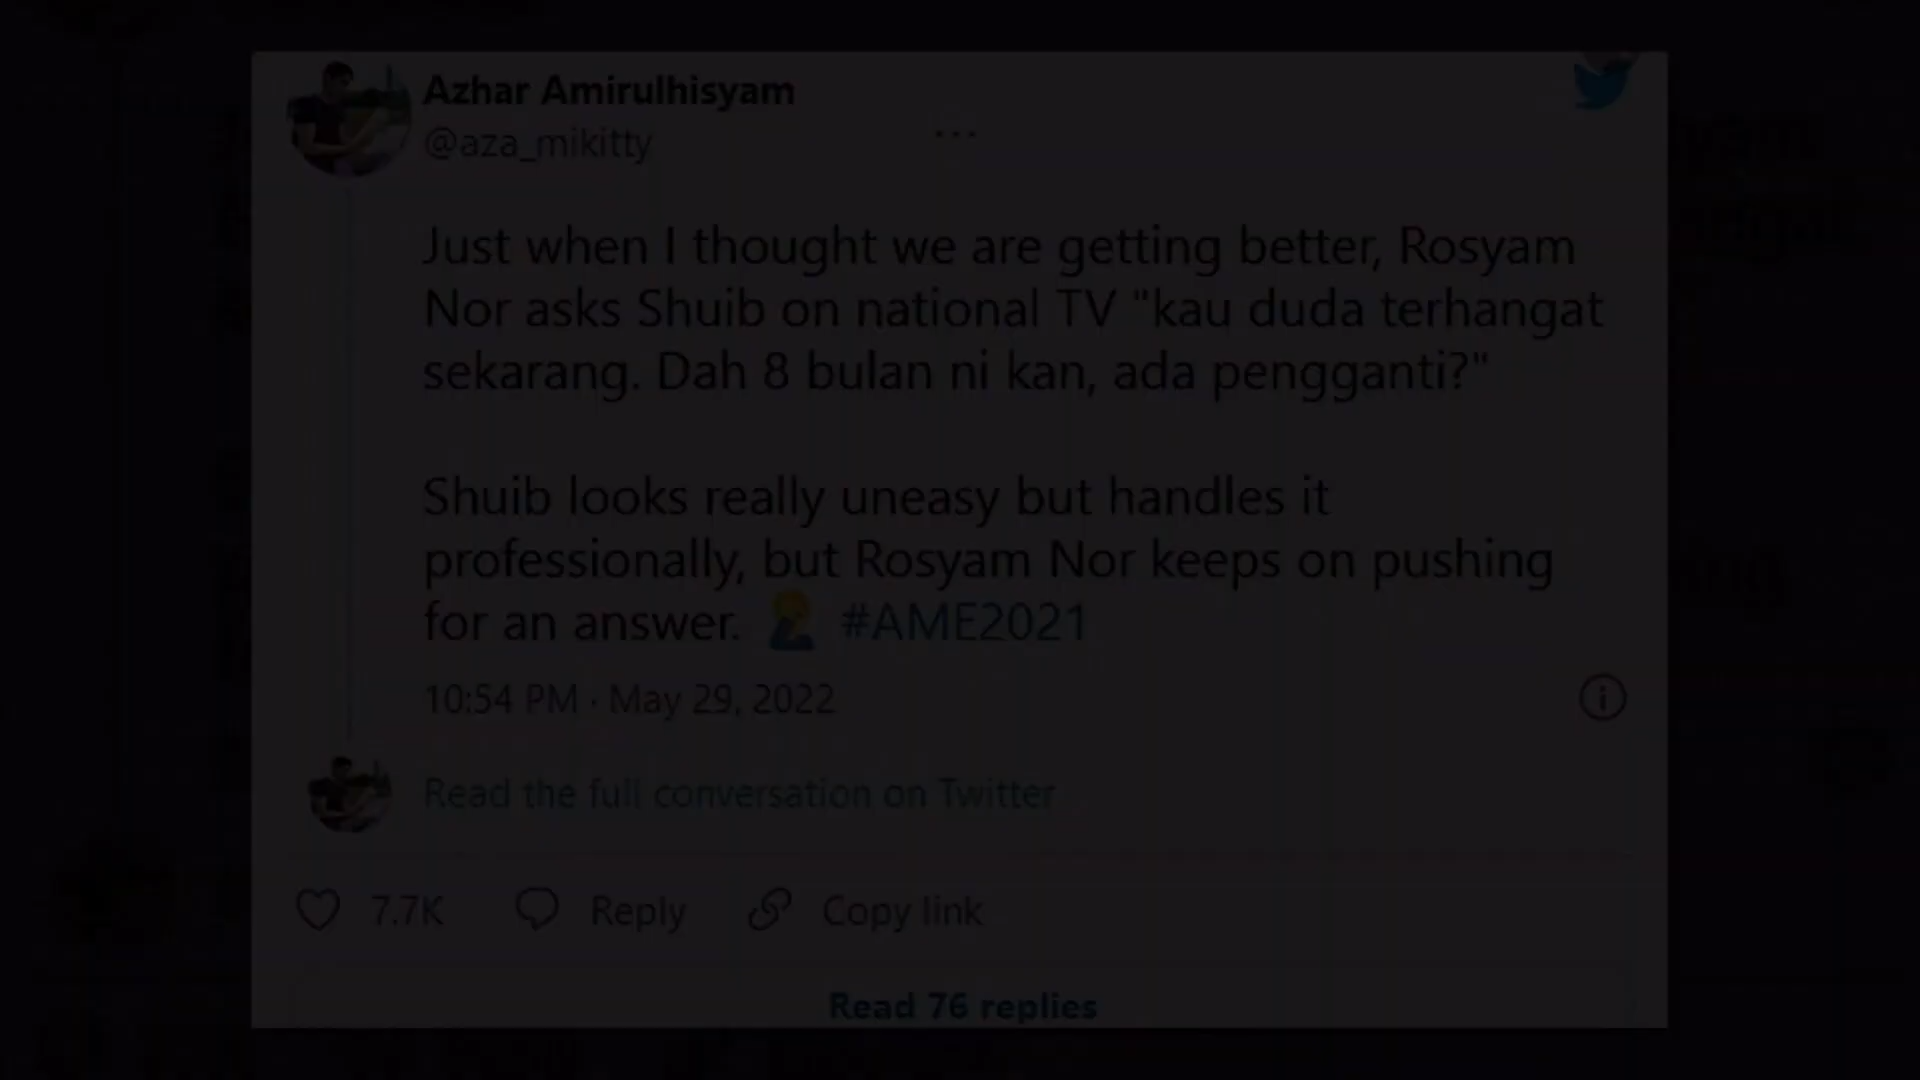 Azhar Amirulhisyam
@aza_mikitty
...
Just when I thought we are getting better, Rosyam
Nor asks Shuib on national TV "kau duda terhangat
sekarang. Dah 8 bulan ni kan, ada pengganti?"
Shuib looks really uneasy but handles it
professionally, but Rosyam Nor keeps on pushing
for an answer. 🤦‍♂️ #AME2021
10:54 PM · May 29, 2022
Read the full conversation on Twitter
7.7K Reply Copy link
Read 76 replies